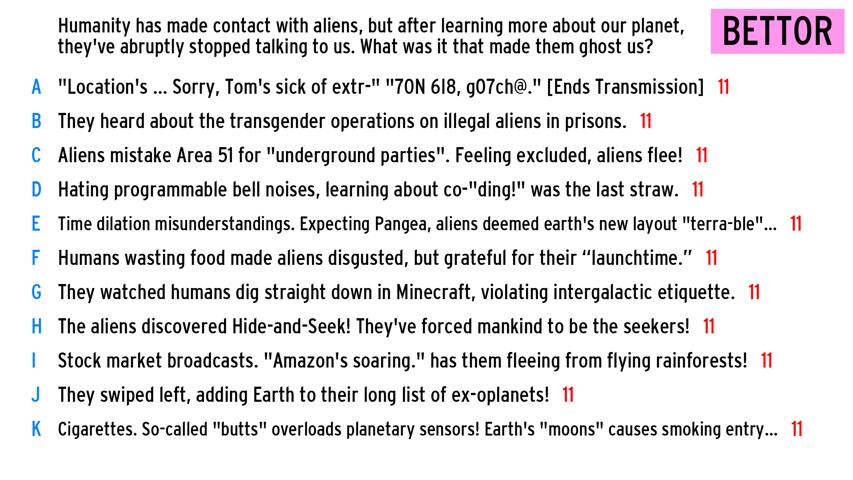 Humanity has made contact with aliens, but after learning more about our planet,
they've abruptly stopped talking to us. What was it that made them ghost us?
BETTOR
A "Location's ... Sorry, Tom's sick of extr-" "70N 6I8, g07ch@." [Ends Transmission] 11
B They heard about the transgender operations on illegal aliens in prisons. 11
C Aliens mistake Area 51 for "underground parties". Feeling excluded, aliens flee! 11
D Hating programmable bell noises, learning about co-"ding!" was the last straw. 11
E Time dilation misunderstandings. Expecting Pangea, aliens deemed earth's new layout "terra-ble"... 11
F Humans wasting food made aliens disgusted, but grateful for their “launchtime.” 11
G They watched humans dig straight down in Minecraft, violating intergalactic etiquette. 11
H The aliens discovered Hide-and-Seek! They've forced mankind to be the seekers! 11
I Stock market broadcasts. "Amazon's soaring." has them fleeing from flying rainforests! 11
J They swiped left, adding Earth to their long list of ex-oplanets! 11
K Cigarettes. So-called "butts" overloads planetary sensors! Earth's "moons" causes smoking entry... 11